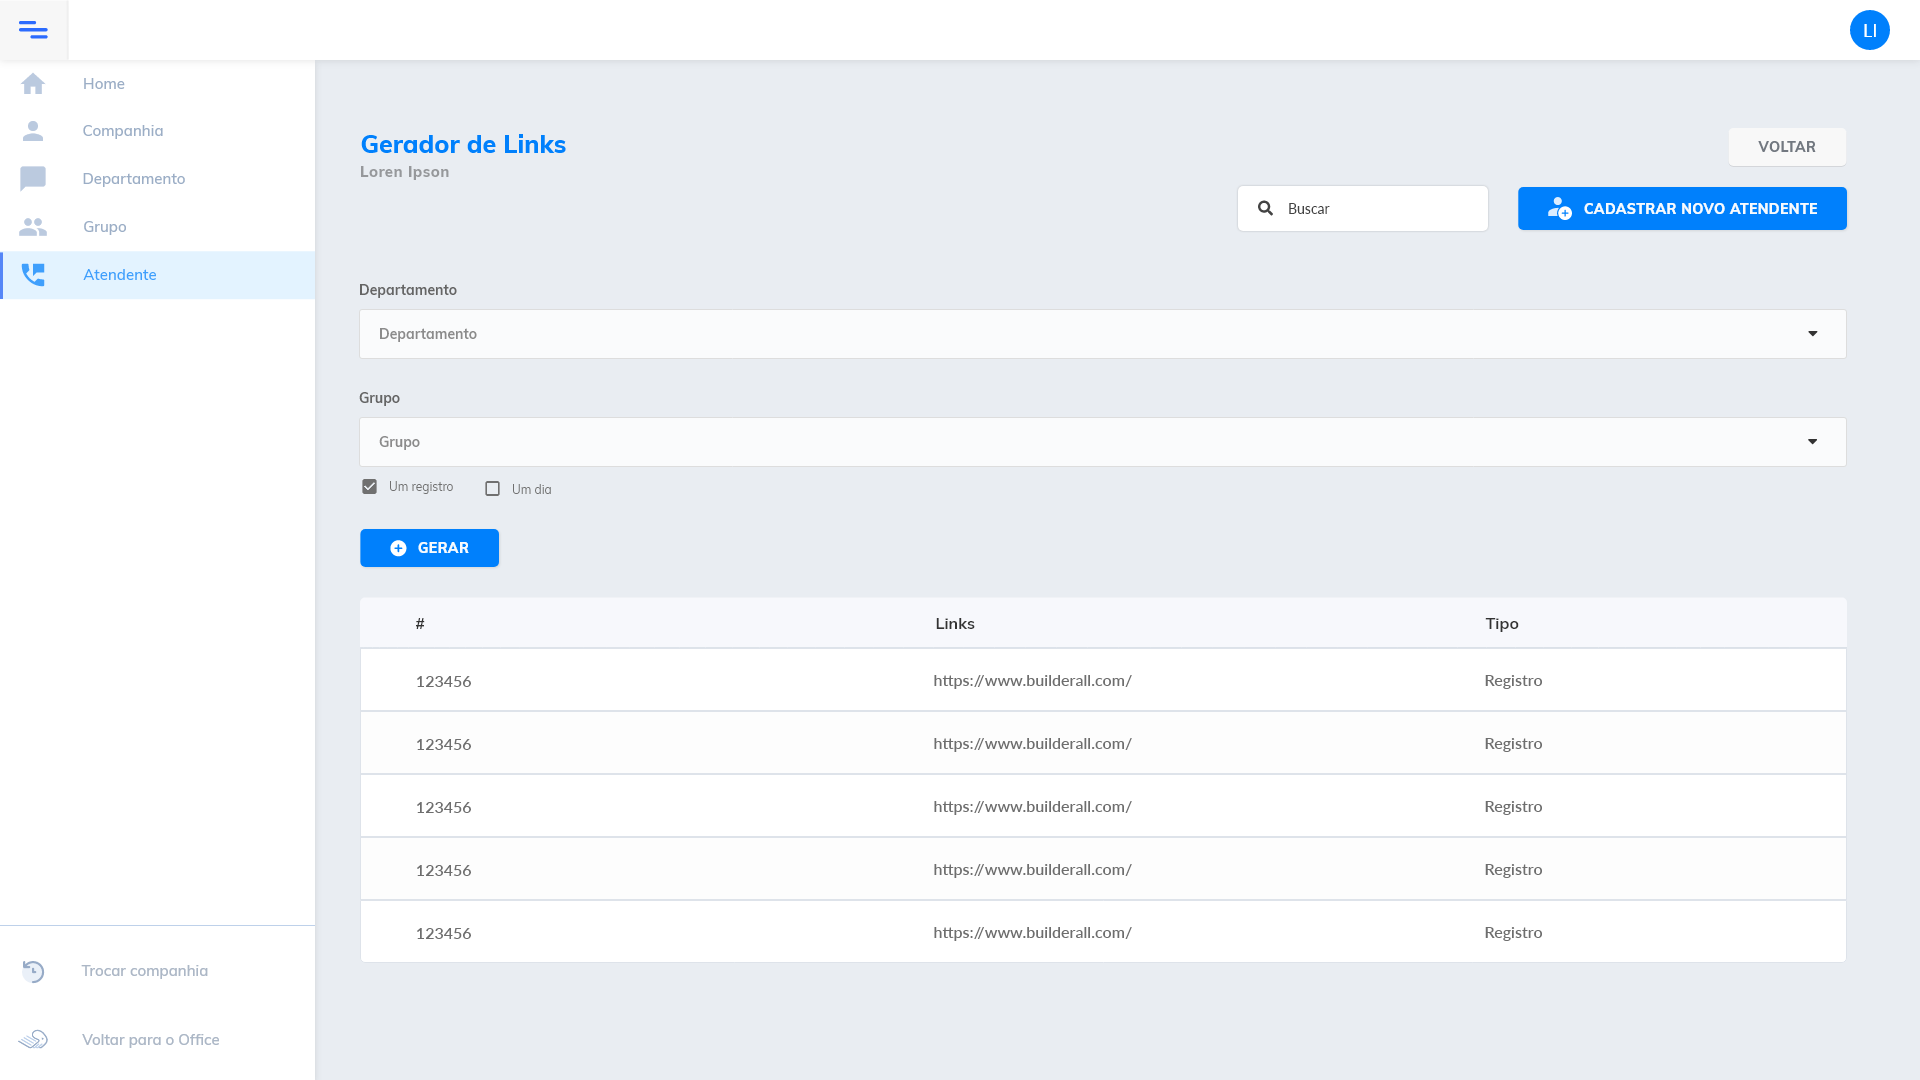 LI
Home
Companhia
Departamento
Grupo
Atendente
Gerador de Links
Loren Ipson
VOLTAR
Buscar
CADASTRAR NOVO ATENDENTE
Departamento
Departamento
Grupo
Grupo
Um registro Um dia
GERAR
# Links Tipo
123456 https://www.builderall.com/ Registro
123456 https://www.builderall.com/ Registro
123456 https://www.builderall.com/ Registro
123456 https://www.builderall.com/ Registro
123456 https://www.builderall.com/ Registro
Trocar companhia
Voltar para o Office